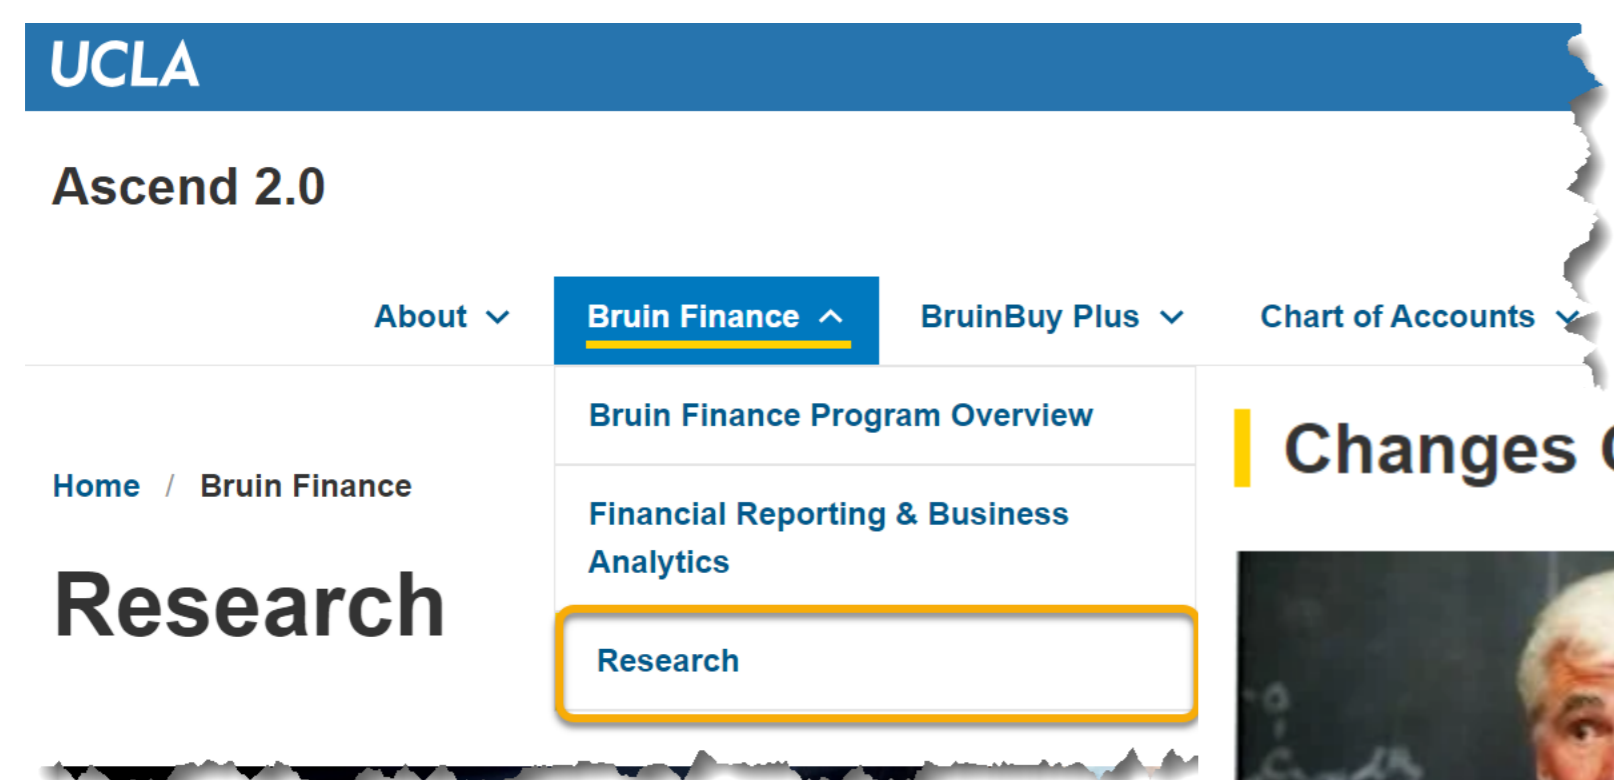 UCLA
Ascend 2.0
About
Bruin Finance
BruinBuy Plus
Chart of Accounts
Bruin Finance Program Overview
Financial Reporting & Business
Analytics
Research
Home / Bruin Finance
Research
Changes